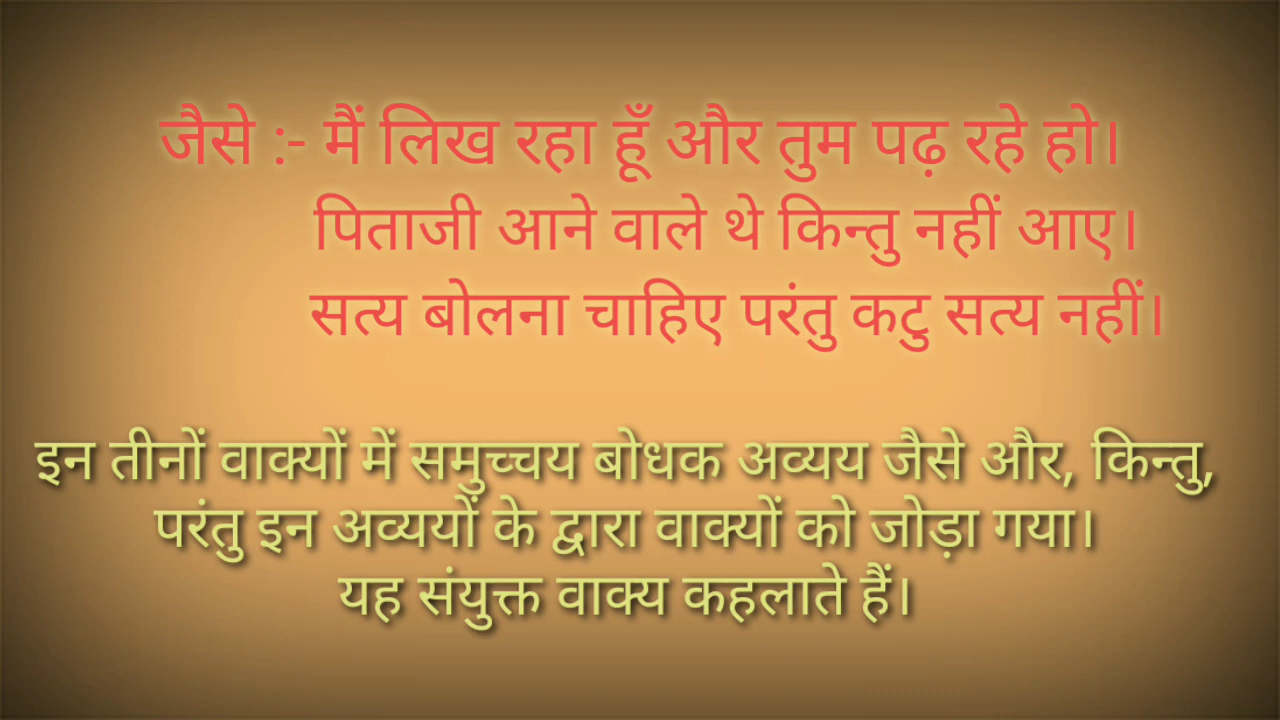 जैसे :- मैं लिख रहा हूँ और तुम पढ़ रहे हो।
पिताजी आने वाले थे किन्तु नहीं आए।
सत्य बोलना चाहिए परंतु कटु सत्य नहीं।
इन तीनों वाक्यों में समुच्चय बोधक अव्यय जैसे और, किन्तु,
परंतु इन अव्ययों के द्वारा वाक्यों को जोड़ा गया।
यह संयुक्त वाक्य कहलाते हैं।